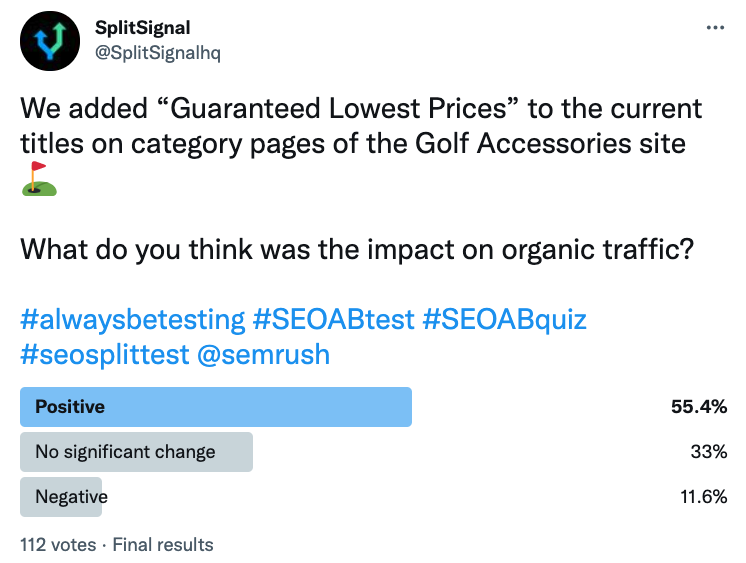 SplitSignal
@SplitSignalhq
We added “Guaranteed Lowest Prices” to the current
titles on category pages of the Golf Accessories site
What do you think was the impact on organic traffic?
#alwaysbetesting #SEOABtest #SEOABquiz
#seosplittest @semrush
Positive 55.4%
No significant change 33%
Negative 11.6%
112 votes · Final results